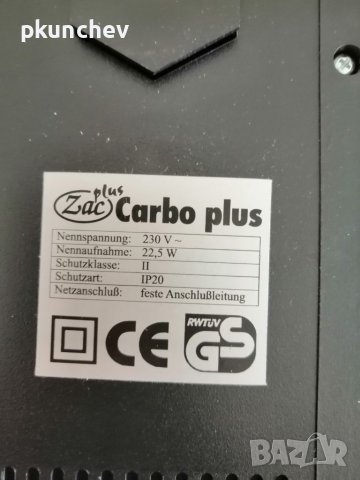 pkunchev
Zac plus Carbo plus
Nennspannung: 230 V ~
Nennaufnahme: 22,5 W
Schutzklasse: II
Schutzart: IP20
Netzanschluß: feste Anschlußleitung
CE RWTÜV GS
BAZAR